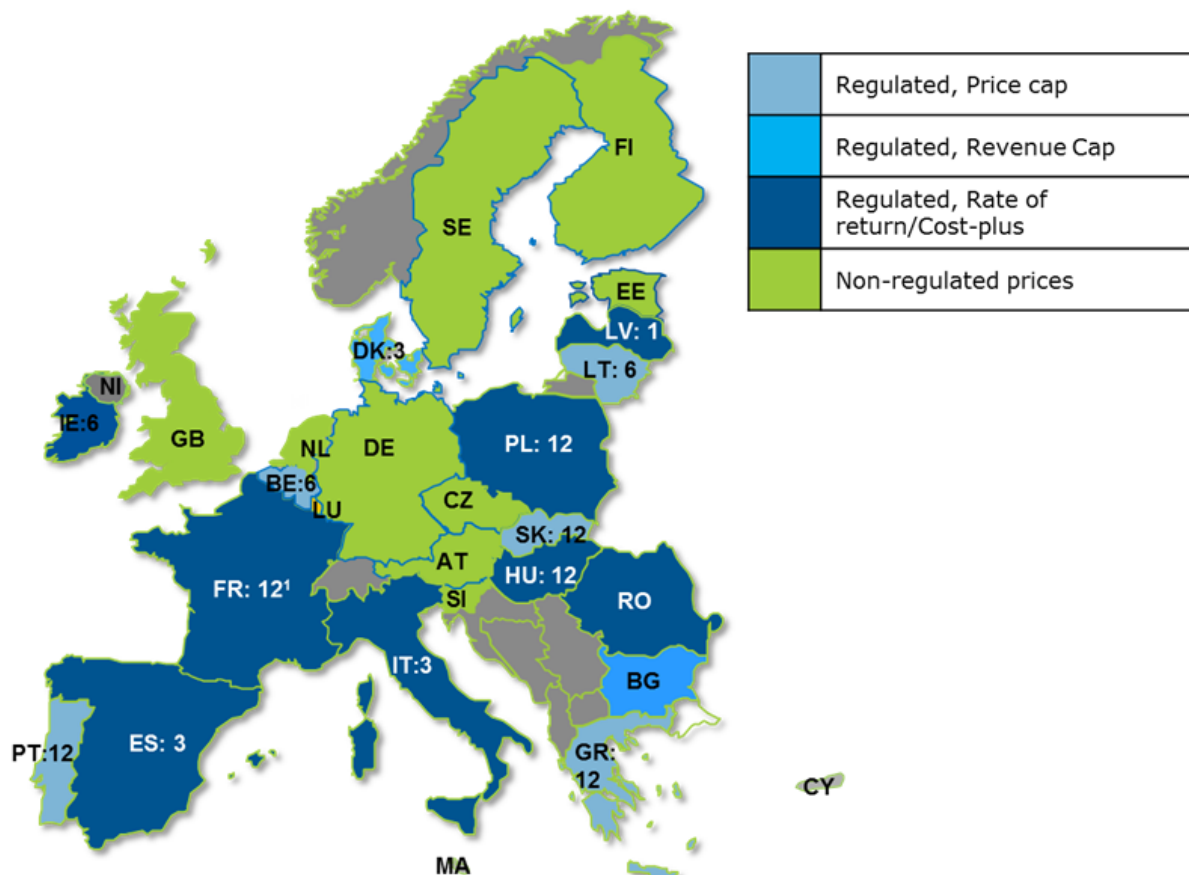 Regulated, Price cap
Regulated, Revenue Cap
Regulated, Rate of
return/Cost-plus
Non-regulated prices
FI
SE
EE
LV: 1
DK:3
LT: 6
NI
IE:6
GB
NL
DE
PL: 12
BE:6
LU
CZ
SK: 12
AT
HU: 12
FR: 12¹
SI
RO
IT:3
BG
PT:12
ES: 3
GR:
12
CY
MA